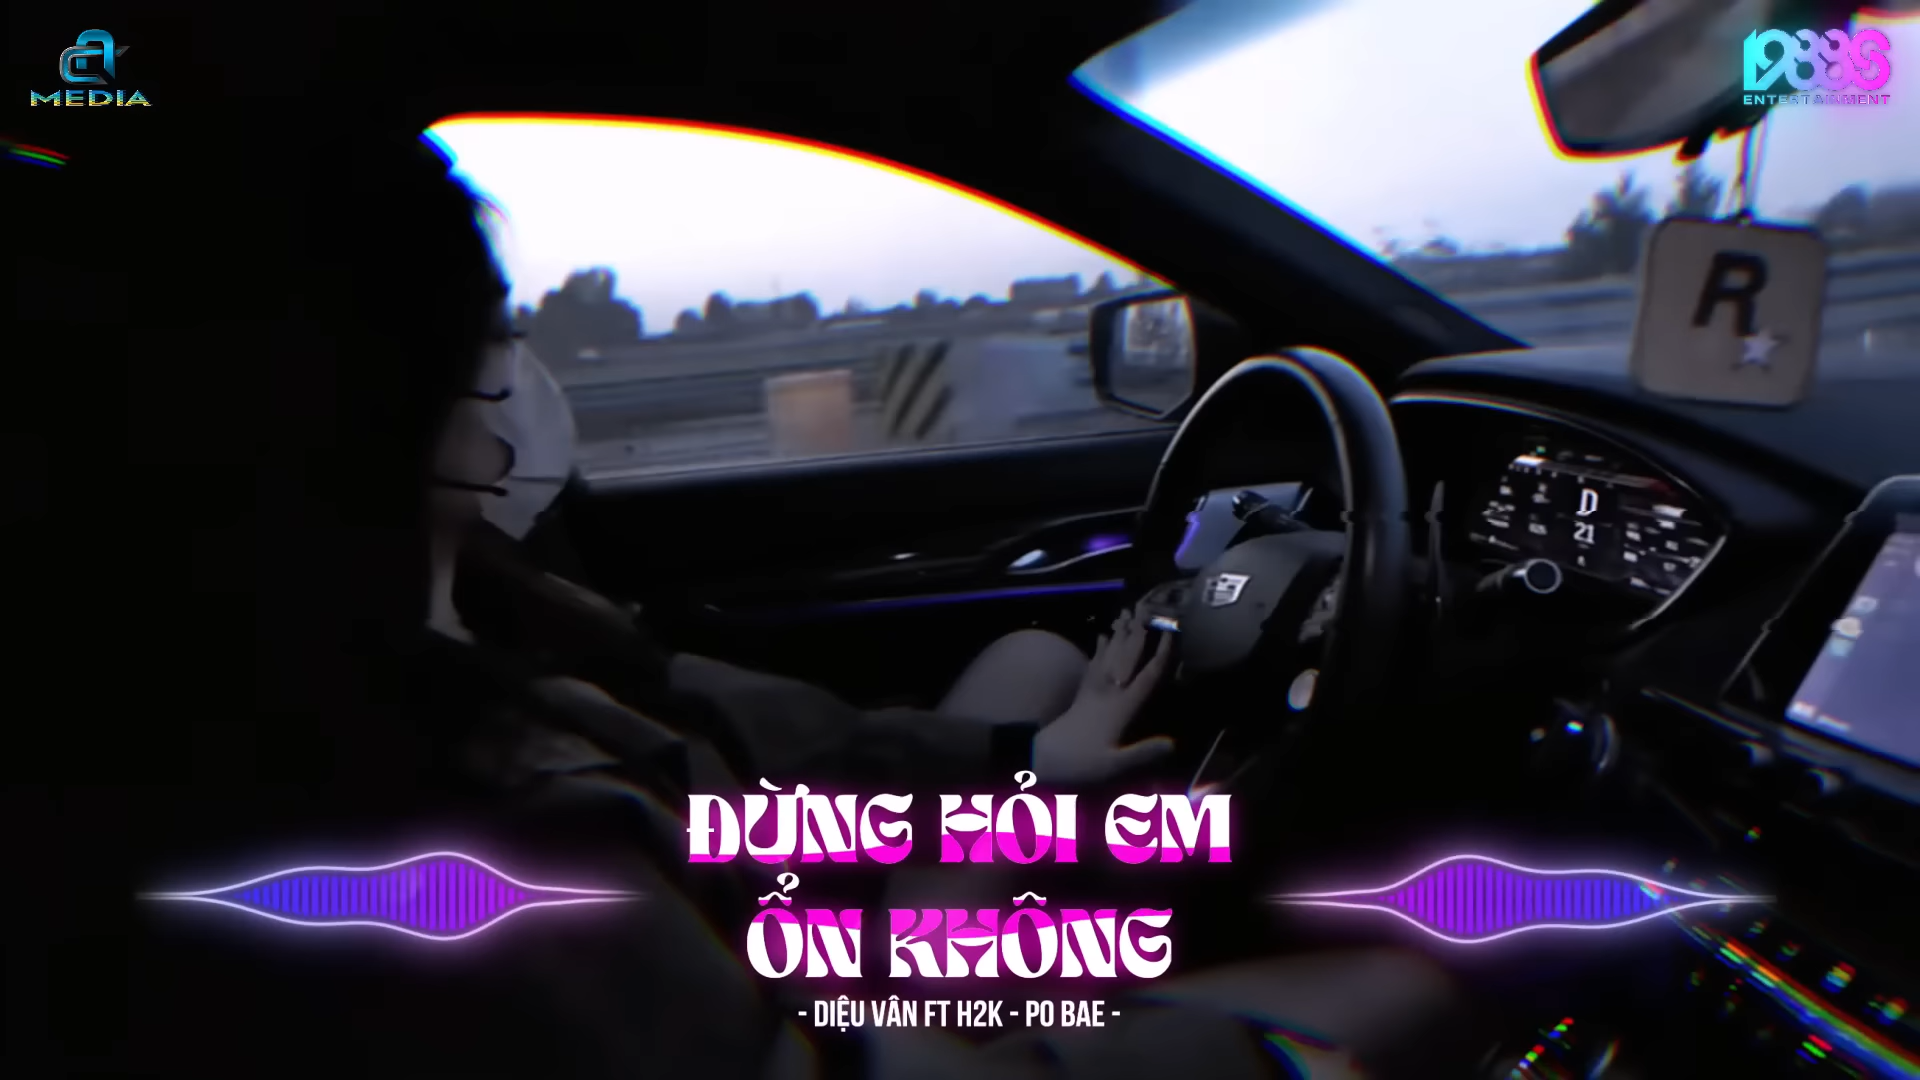 MEDIA
1988S
ENTERTAINMENT
R
D
21
ĐỪNG HỎI EM
ỔN KHÔNG
- DIỆU VÂN FT H2K - PO BAE -